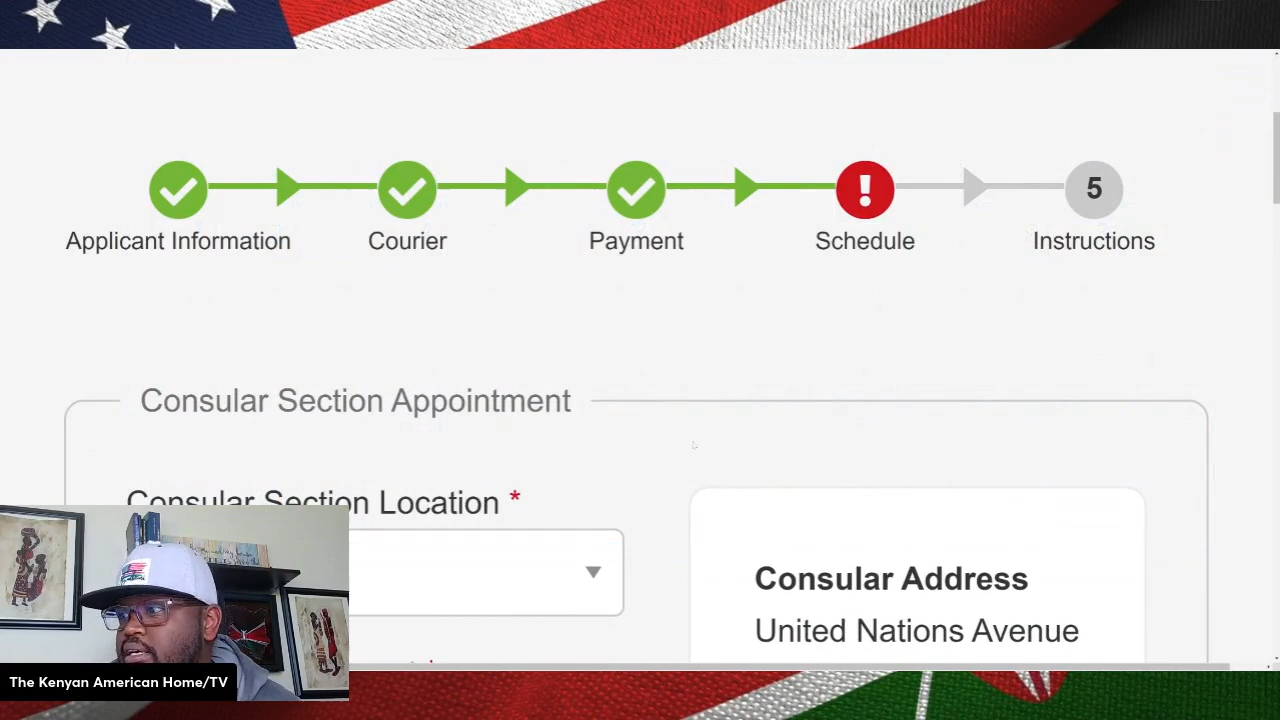 5
Applicant Information
Courier
Payment
Schedule
Instructions
Consular Section Appointment
Consular Section Location *
Consular Address
United Nations Avenue
The Kenyan American Home/TV